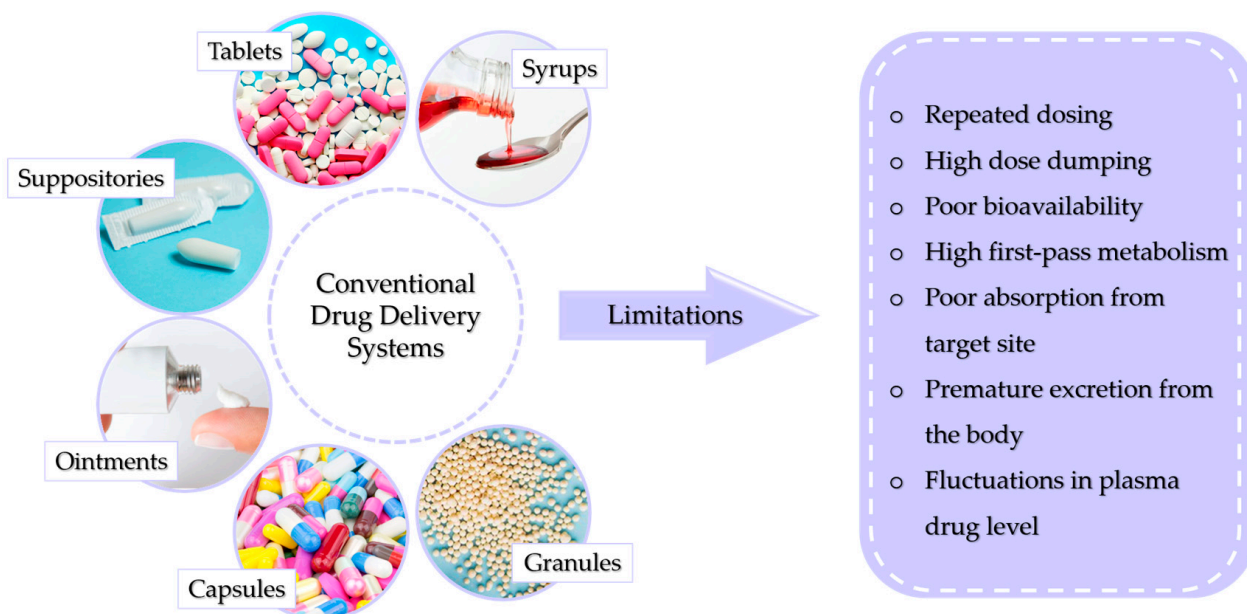 Tablets
Syrups
Suppositories
Ointments
Capsules
Granules
Conventional
Drug Delivery
Systems
Limitations
o Repeated dosing
o High dose dumping
o Poor bioavailability
o High first-pass metabolism
o Poor absorption from
target site
o Premature excretion from
the body
o Fluctuations in plasma
drug level